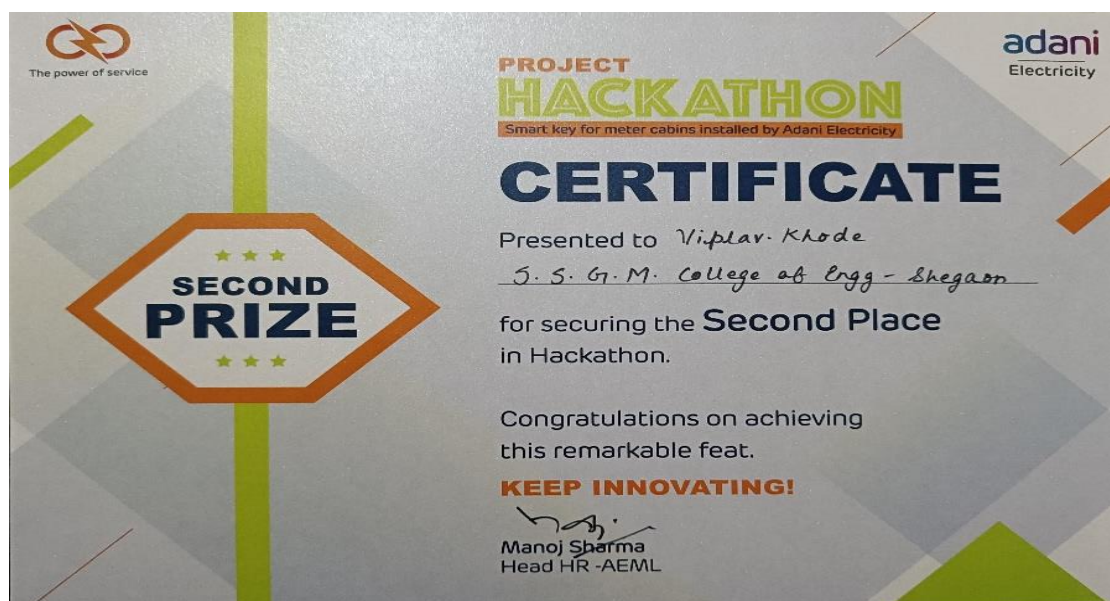 The power of service
adani
Electricity
PROJECT
HACKATHON
Smart key for meter cabins installed by Adani Electricity
CERTIFICATE
SECOND
PRIZE
Presented to Viplav. Khode
S. S. G. M. College of Engg - Shegaon
for securing the Second Place
in Hackathon.
Congratulations on achieving
this remarkable feat.
KEEP INNOVATING!
Manoj Sharma
Head HR -AEML